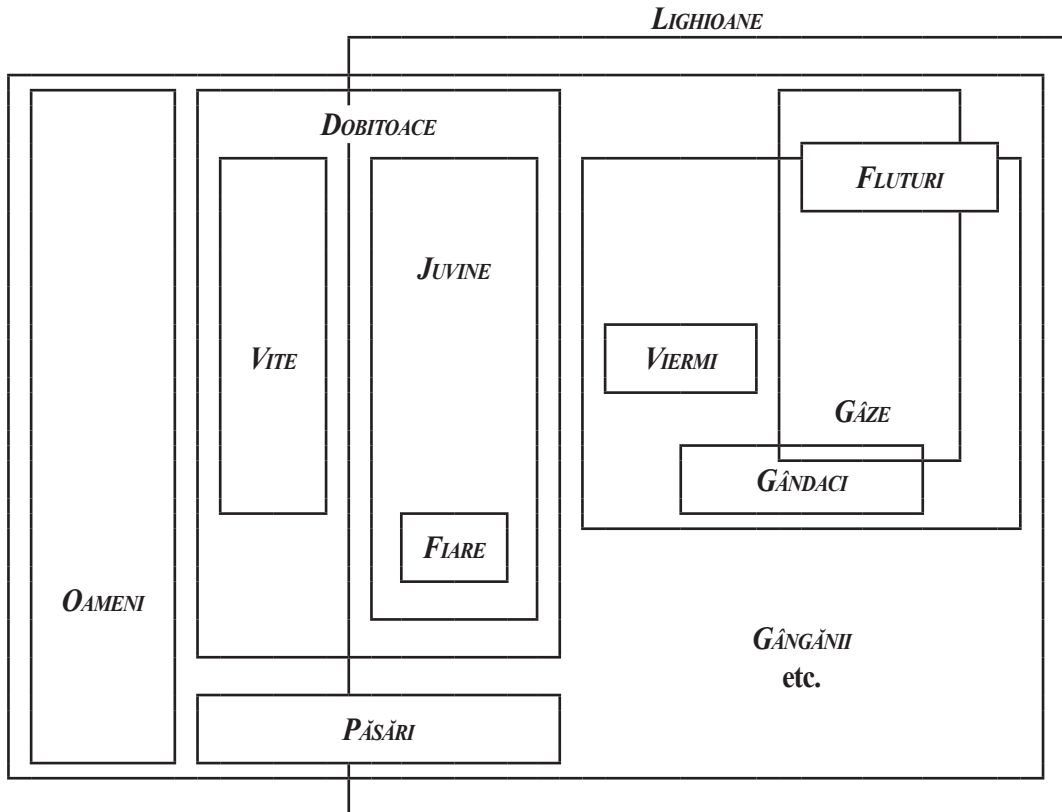 LIGHIOANE
DOBITOACE
FLUTURI
JUVINE
VITE
VIERMI
GÂZE
GÂNDACI
FIARE
OAMENI
GÂNGĂNII
etc.
PĂSĂRI